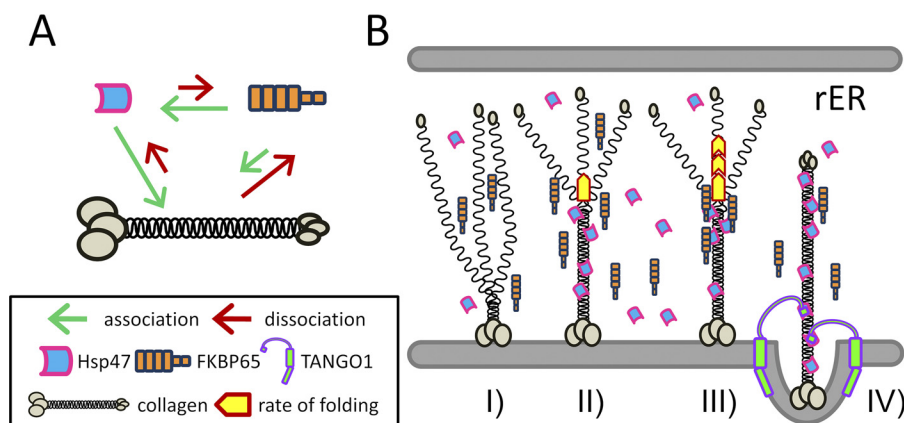 A
B
rER
association
dissociation
Hsp47
FKBP65
TANGO1
collagen
rate of folding
I)
II)
III)
IV)